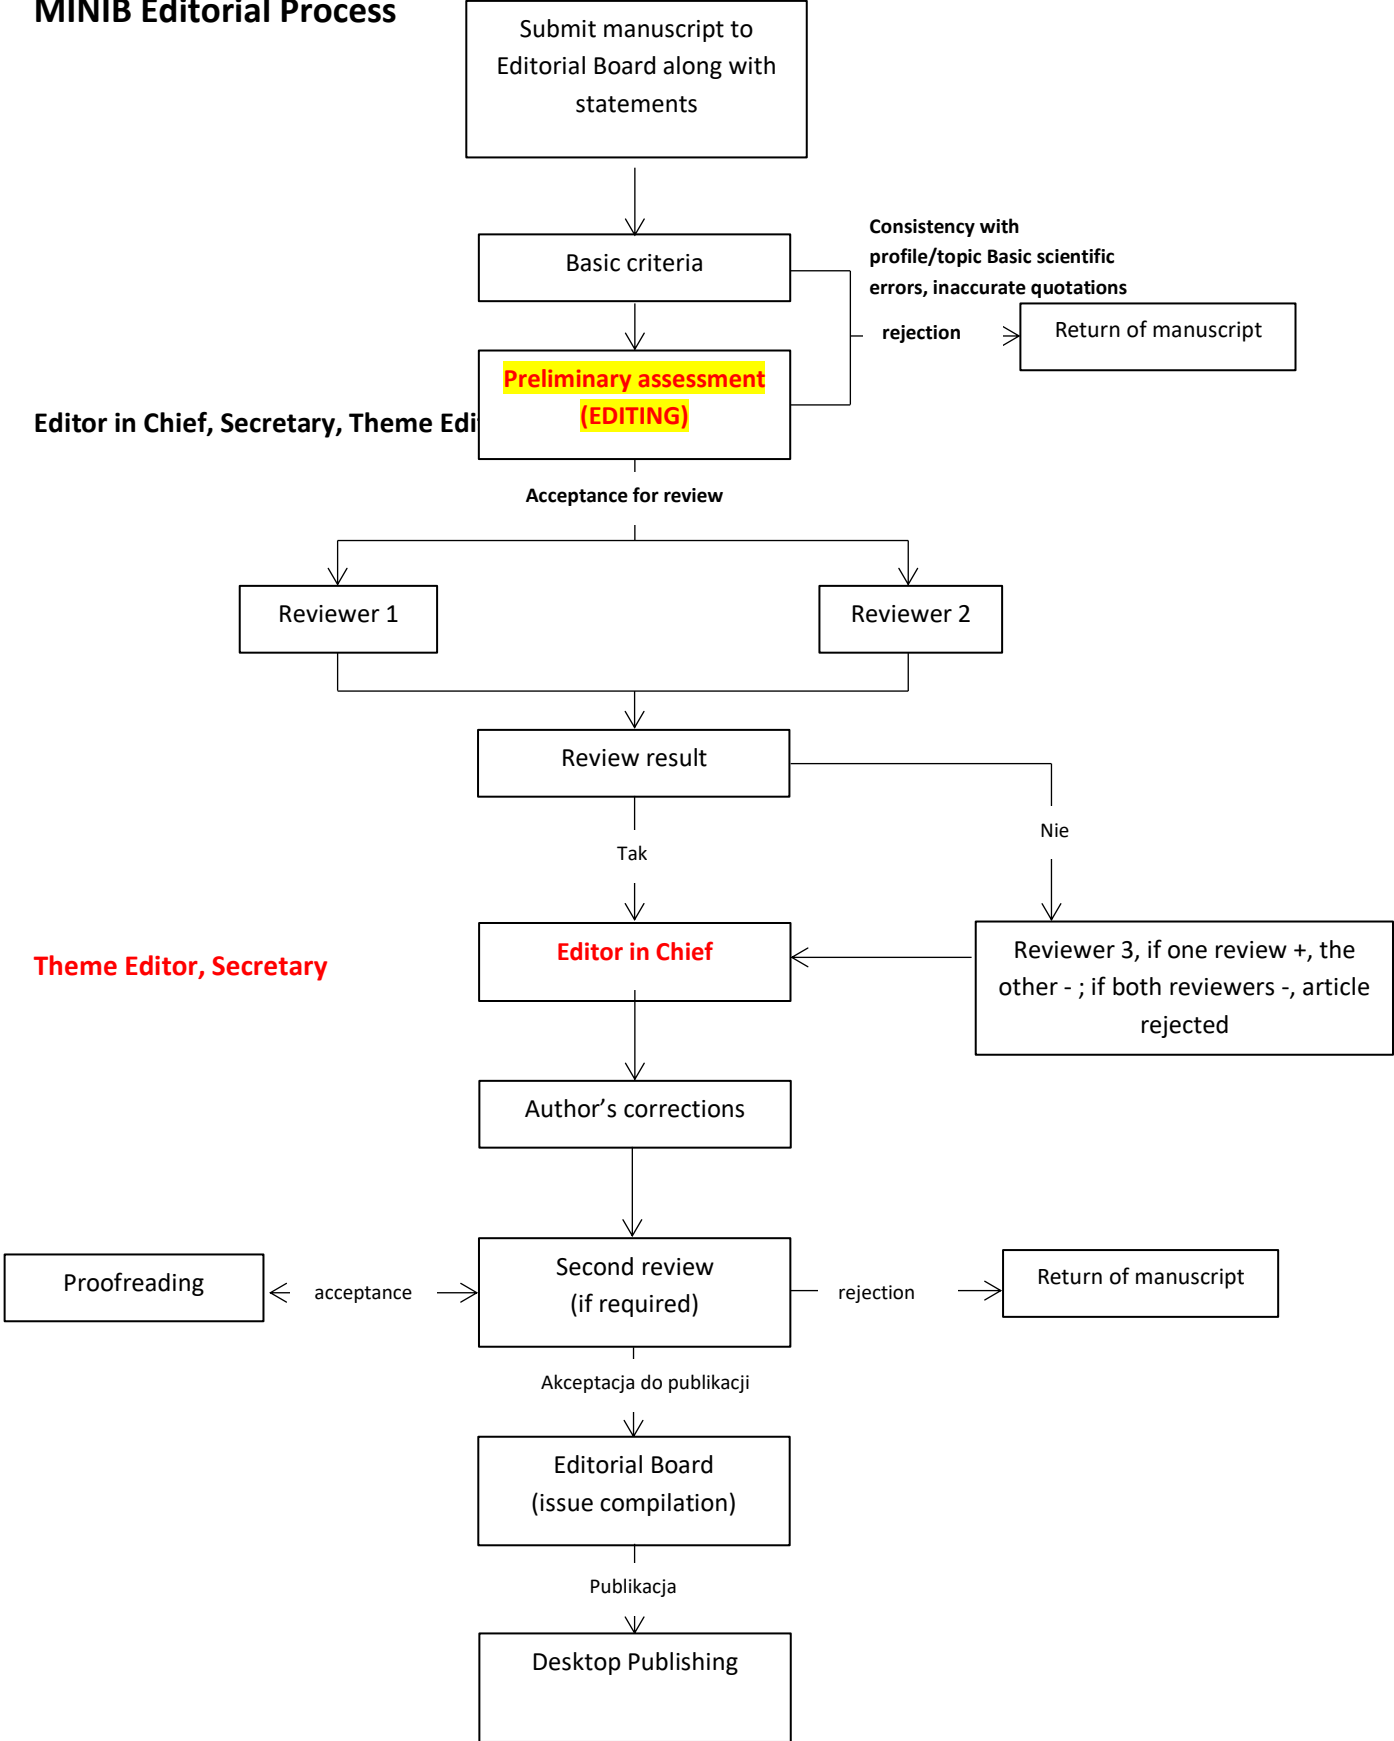 MINIB Editorial Process
Submit manuscript to
Editorial Board along with
statements
Consistency with
profile/topic Basic scientific
errors, inaccurate quotations
Basic criteria
rejection
Return of manuscript
Preliminary assessment
(EDITING)
Editor in Chief, Secretary, Theme Edi
Acceptance for review
Reviewer 1
Reviewer 2
Review result
Nie
Tak
Editor in Chief
Theme Editor, Secretary
Reviewer 3, if one review +, the
other - ; if both reviewers -, article
rejected
Author’s corrections
Proofreading
acceptance
Second review
(if required)
rejection
Return of manuscript
Akceptacja do publikacji
Editorial Board
(issue compilation)
Publikacja
Desktop Publishing